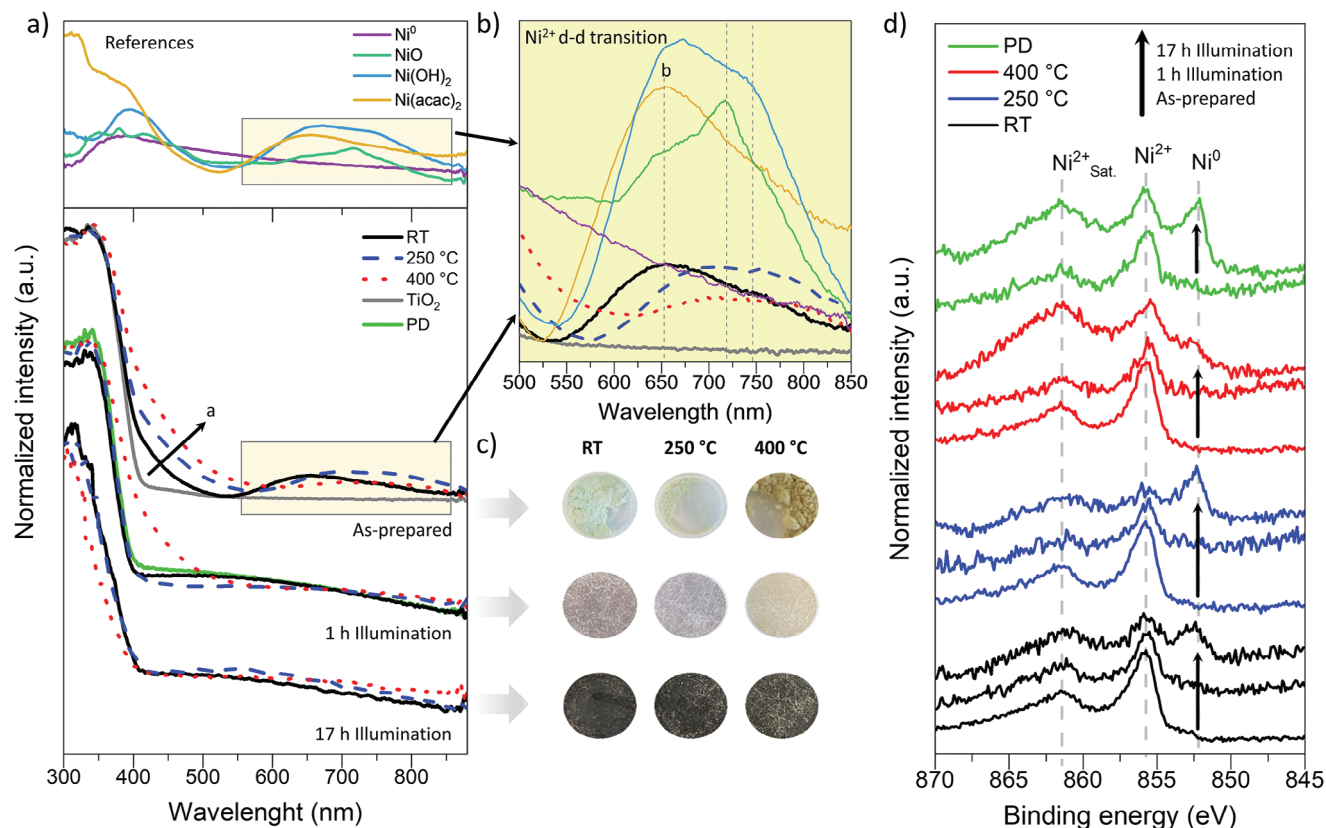 a)
References
Ni⁰
NiO
Ni(OH)₂
Ni(acac)₂
RT
250 °C
400 °C
TiO₂
PD
a
As-prepared
1 h Illumination
17 h Illumination
Normalized intensity (a.u.)
300 400 500 600 700 800
Wavelenght (nm)
b)
Ni²⁺ d-d transition
b
500 550 600 650 700 750 800 850
Wavelength (nm)
c)
RT 250 °C 400 °C
d)
PD
400 °C
250 °C
RT
17 h Illumination
1 h Illumination
As-prepared
Ni²⁺Sat. Ni²⁺ Ni⁰
Normalized intensity (a.u.)
870 865 860 855 850 845
Binding energy (eV)